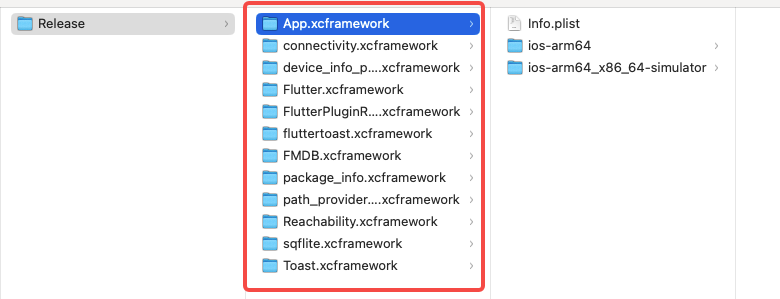 Release
App.xcframework
connectivity.xcframework
device_info_p....xcframework
Flutter.xcframework
FlutterPluginR....xcframework
fluttertoast.xcframework
FMDB.xcframework
package_info.xcframework
path_provider....xcframework
Reachability.xcframework
sqflite.xcframework
Toast.xcframework
Info.plist
ios-arm64
ios-arm64_x86_64-simulator